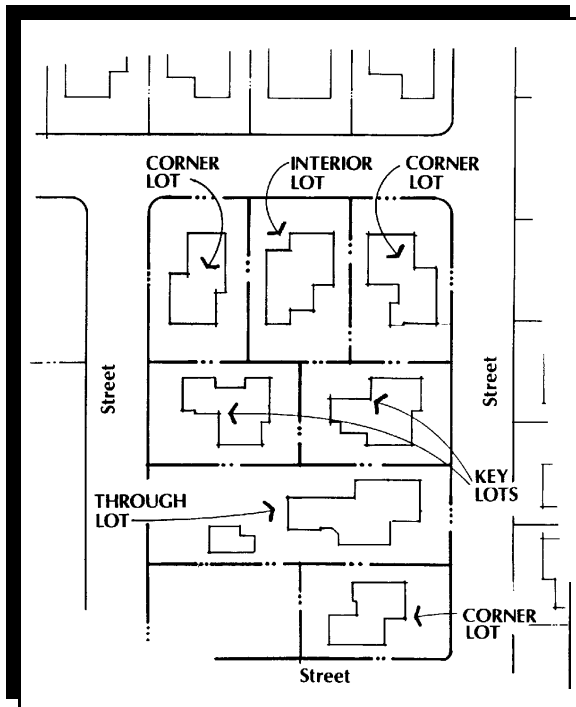 CORNER
LOT
INTERIOR
LOT
CORNER
LOT
Street
Street
KEY
LOTS
THROUGH
LOT
CORNER
LOT
Street